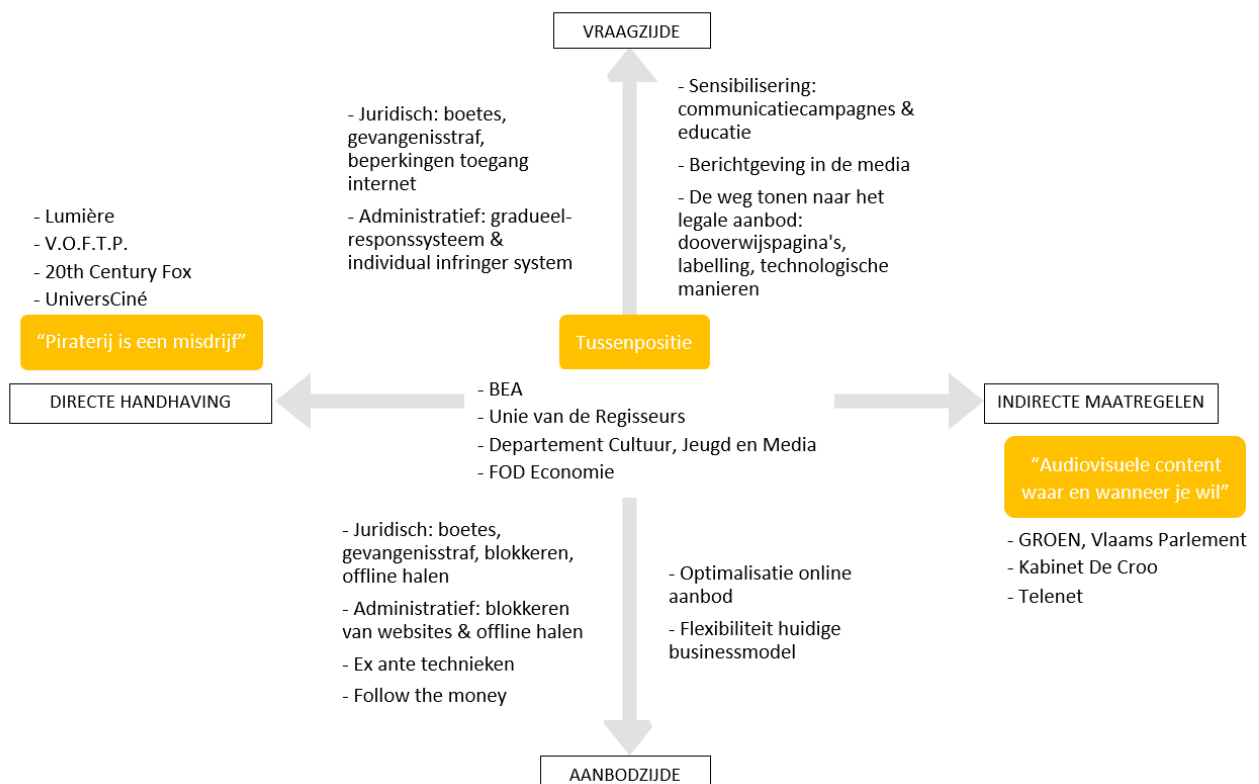 VRAAGZIJDE
- Juridisch: boetes,
gevangenisstraf,
beperkingen toegang
internet
- Administratief: gradueel-
responssysteem &
individual infringer system
- Sensibilisering:
communicatiecampagnes &
educatie
- Berichtgeving in de media
- De weg tonen naar het
legale aanbod:
dooverwijspagina's,
labelling, technologische
manieren
- Lumière
- V.O.F.T.P.
- 20th Century Fox
- UniversCiné
“Piraterij is een misdrijf”
DIRECTE HANDHAVING
Tussenpositie
- BEA
- Unie van de Regisseurs
- Departement Cultuur, Jeugd en Media
- FOD Economie
INDIRECTE MAATREGELEN
“Audiovisuele content
waar en wanneer je wil”
- GROEN, Vlaams Parlement
- Kabinet De Croo
- Telenet
- Juridisch: boetes,
gevangenisstraf, blokkeren,
offline halen
- Administratief: blokkeren
van websites & offline halen
- Ex ante technieken
- Follow the money
- Optimalisatie online
aanbod
- Flexibiliteit huidige
businessmodel
AANBODZIJDE